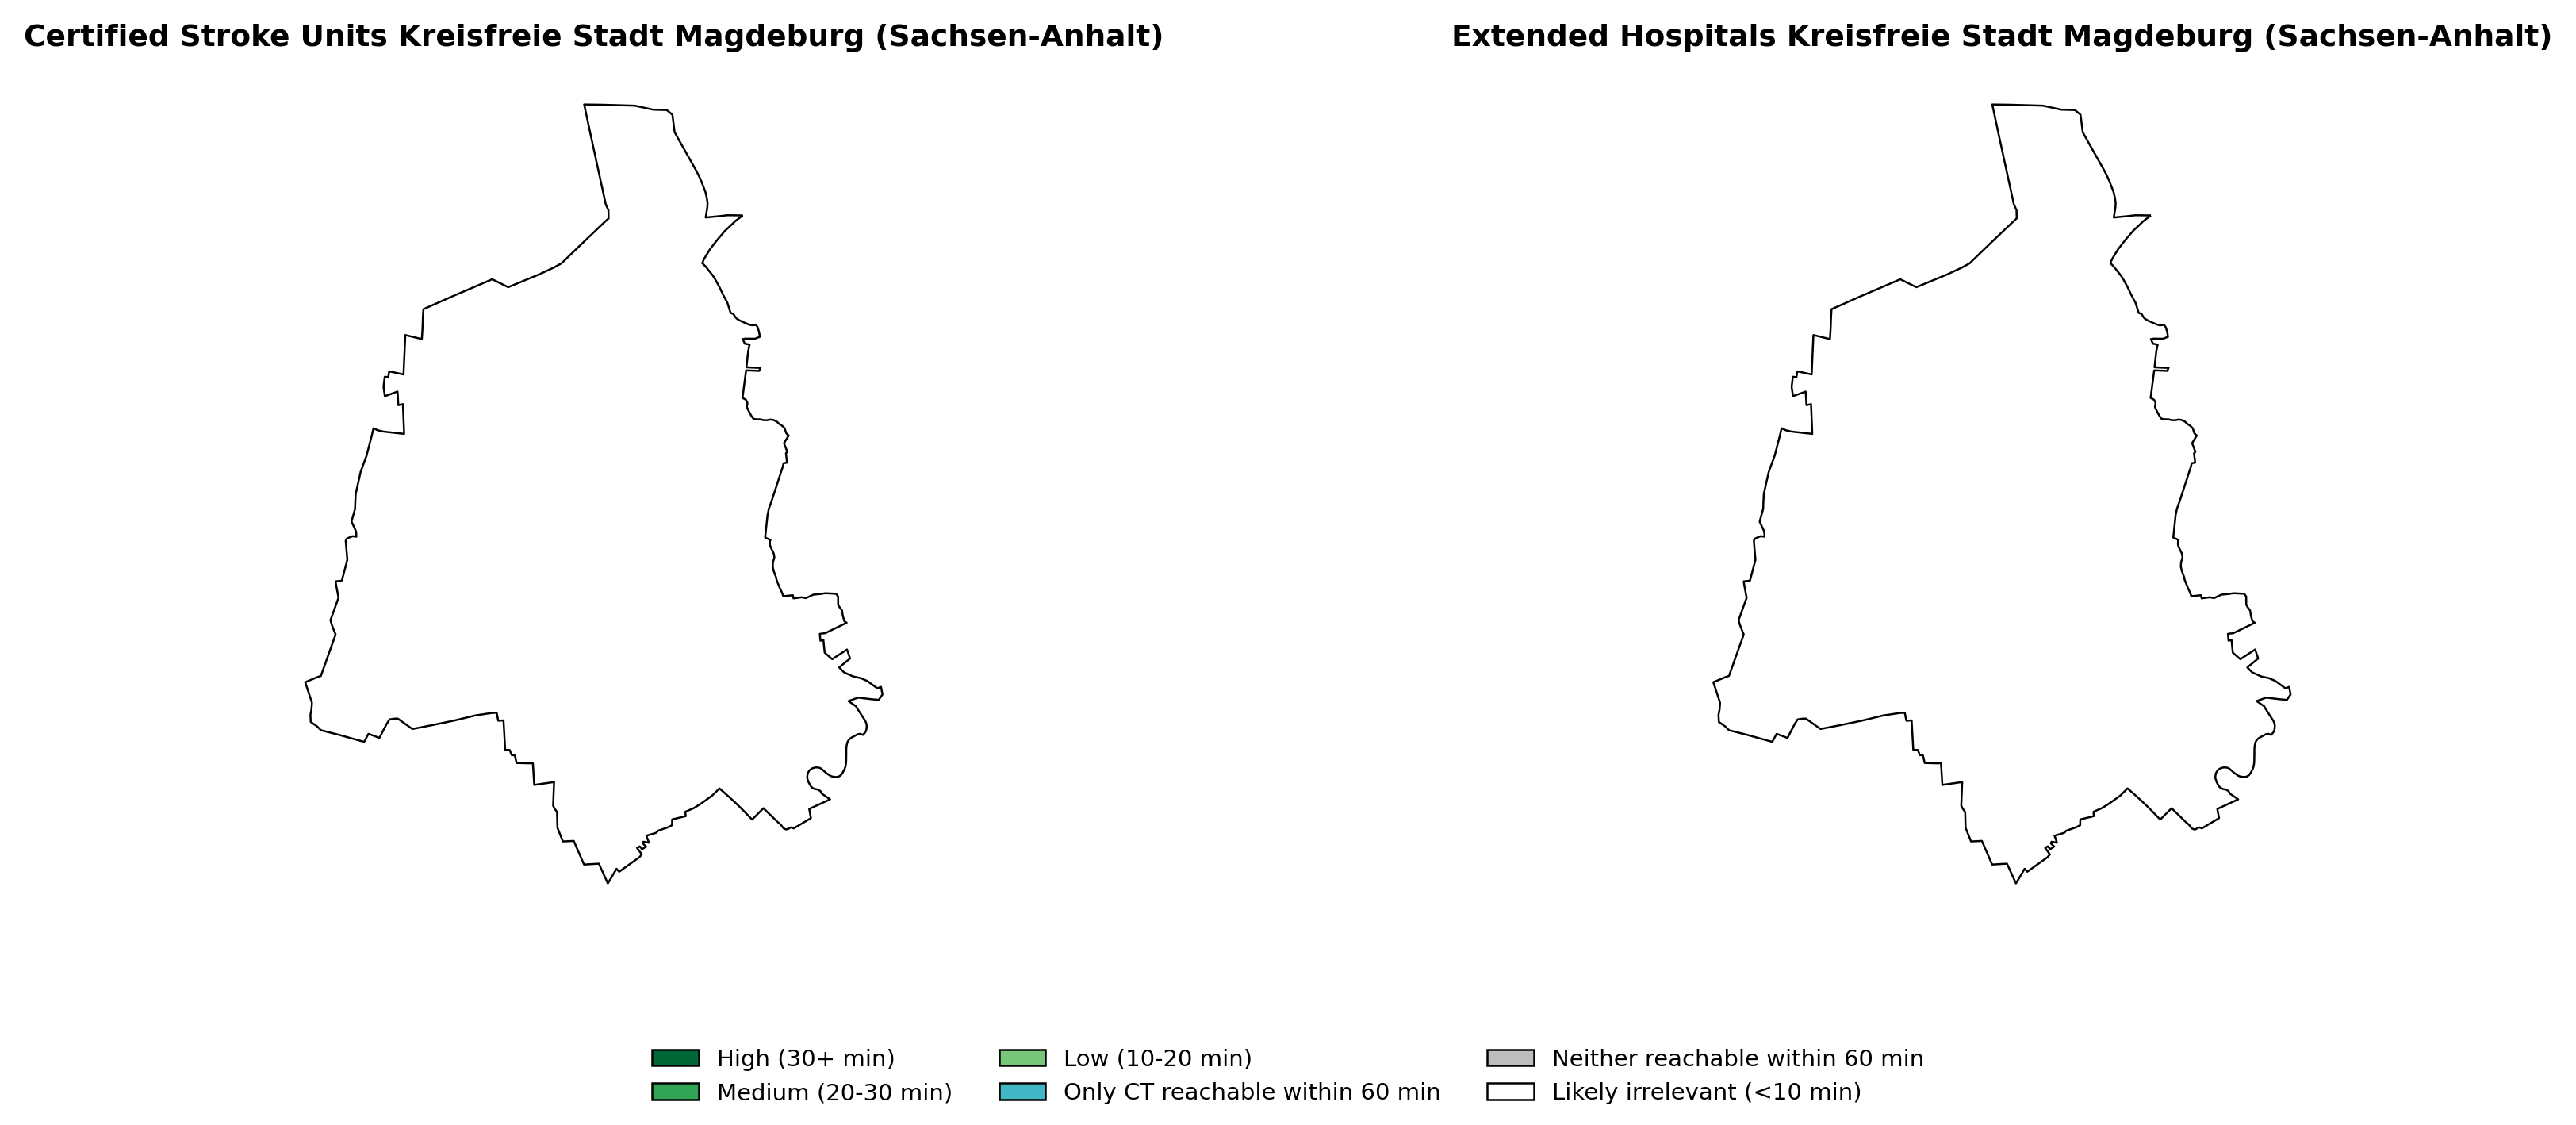 Certified Stroke Units Kreisfreie Stadt Magdeburg (Sachsen-Anhalt)
Extended Hospitals Kreisfreie Stadt Magdeburg (Sachsen-Anhalt)
High (30+ min)
Medium (20-30 min)
Low (10-20 min)
Only CT reachable within 60 min
Neither reachable within 60 min
Likely irrelevant (<10 min)